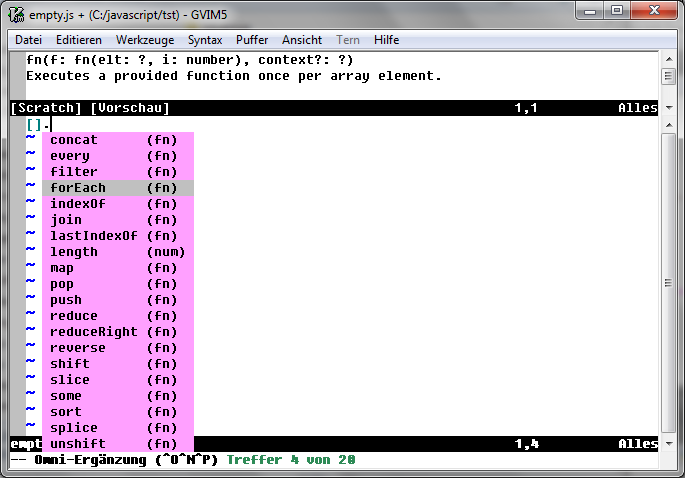 empty.js + (C:/javascript/tst) - GVIM5
Datei Editieren Werkzeuge Syntax Puffer Ansicht Tern Hilfe
fn(f: fn(elt: ?, i: number), context?: ?)
Executes a provided function once per array element.
[Scratch] [Vorschau] 1,1 Alles
[].
~ concat (fn)
~ every (fn)
~ filter (fn)
~ forEach (fn)
~ indexOf (fn)
~ join (fn)
~ lastIndexOf (fn)
~ length (num)
~ map (fn)
~ pop (fn)
~ push (fn)
~ reduce (fn)
~ reduceRight (fn)
~ reverse (fn)
~ shift (fn)
~ slice (fn)
~ some (fn)
~ sort (fn)
~ splice (fn)
empt unshift (fn) 1,4 Alles
-- Omni-Ergänzung (^O^N^P) Treffer 4 von 20